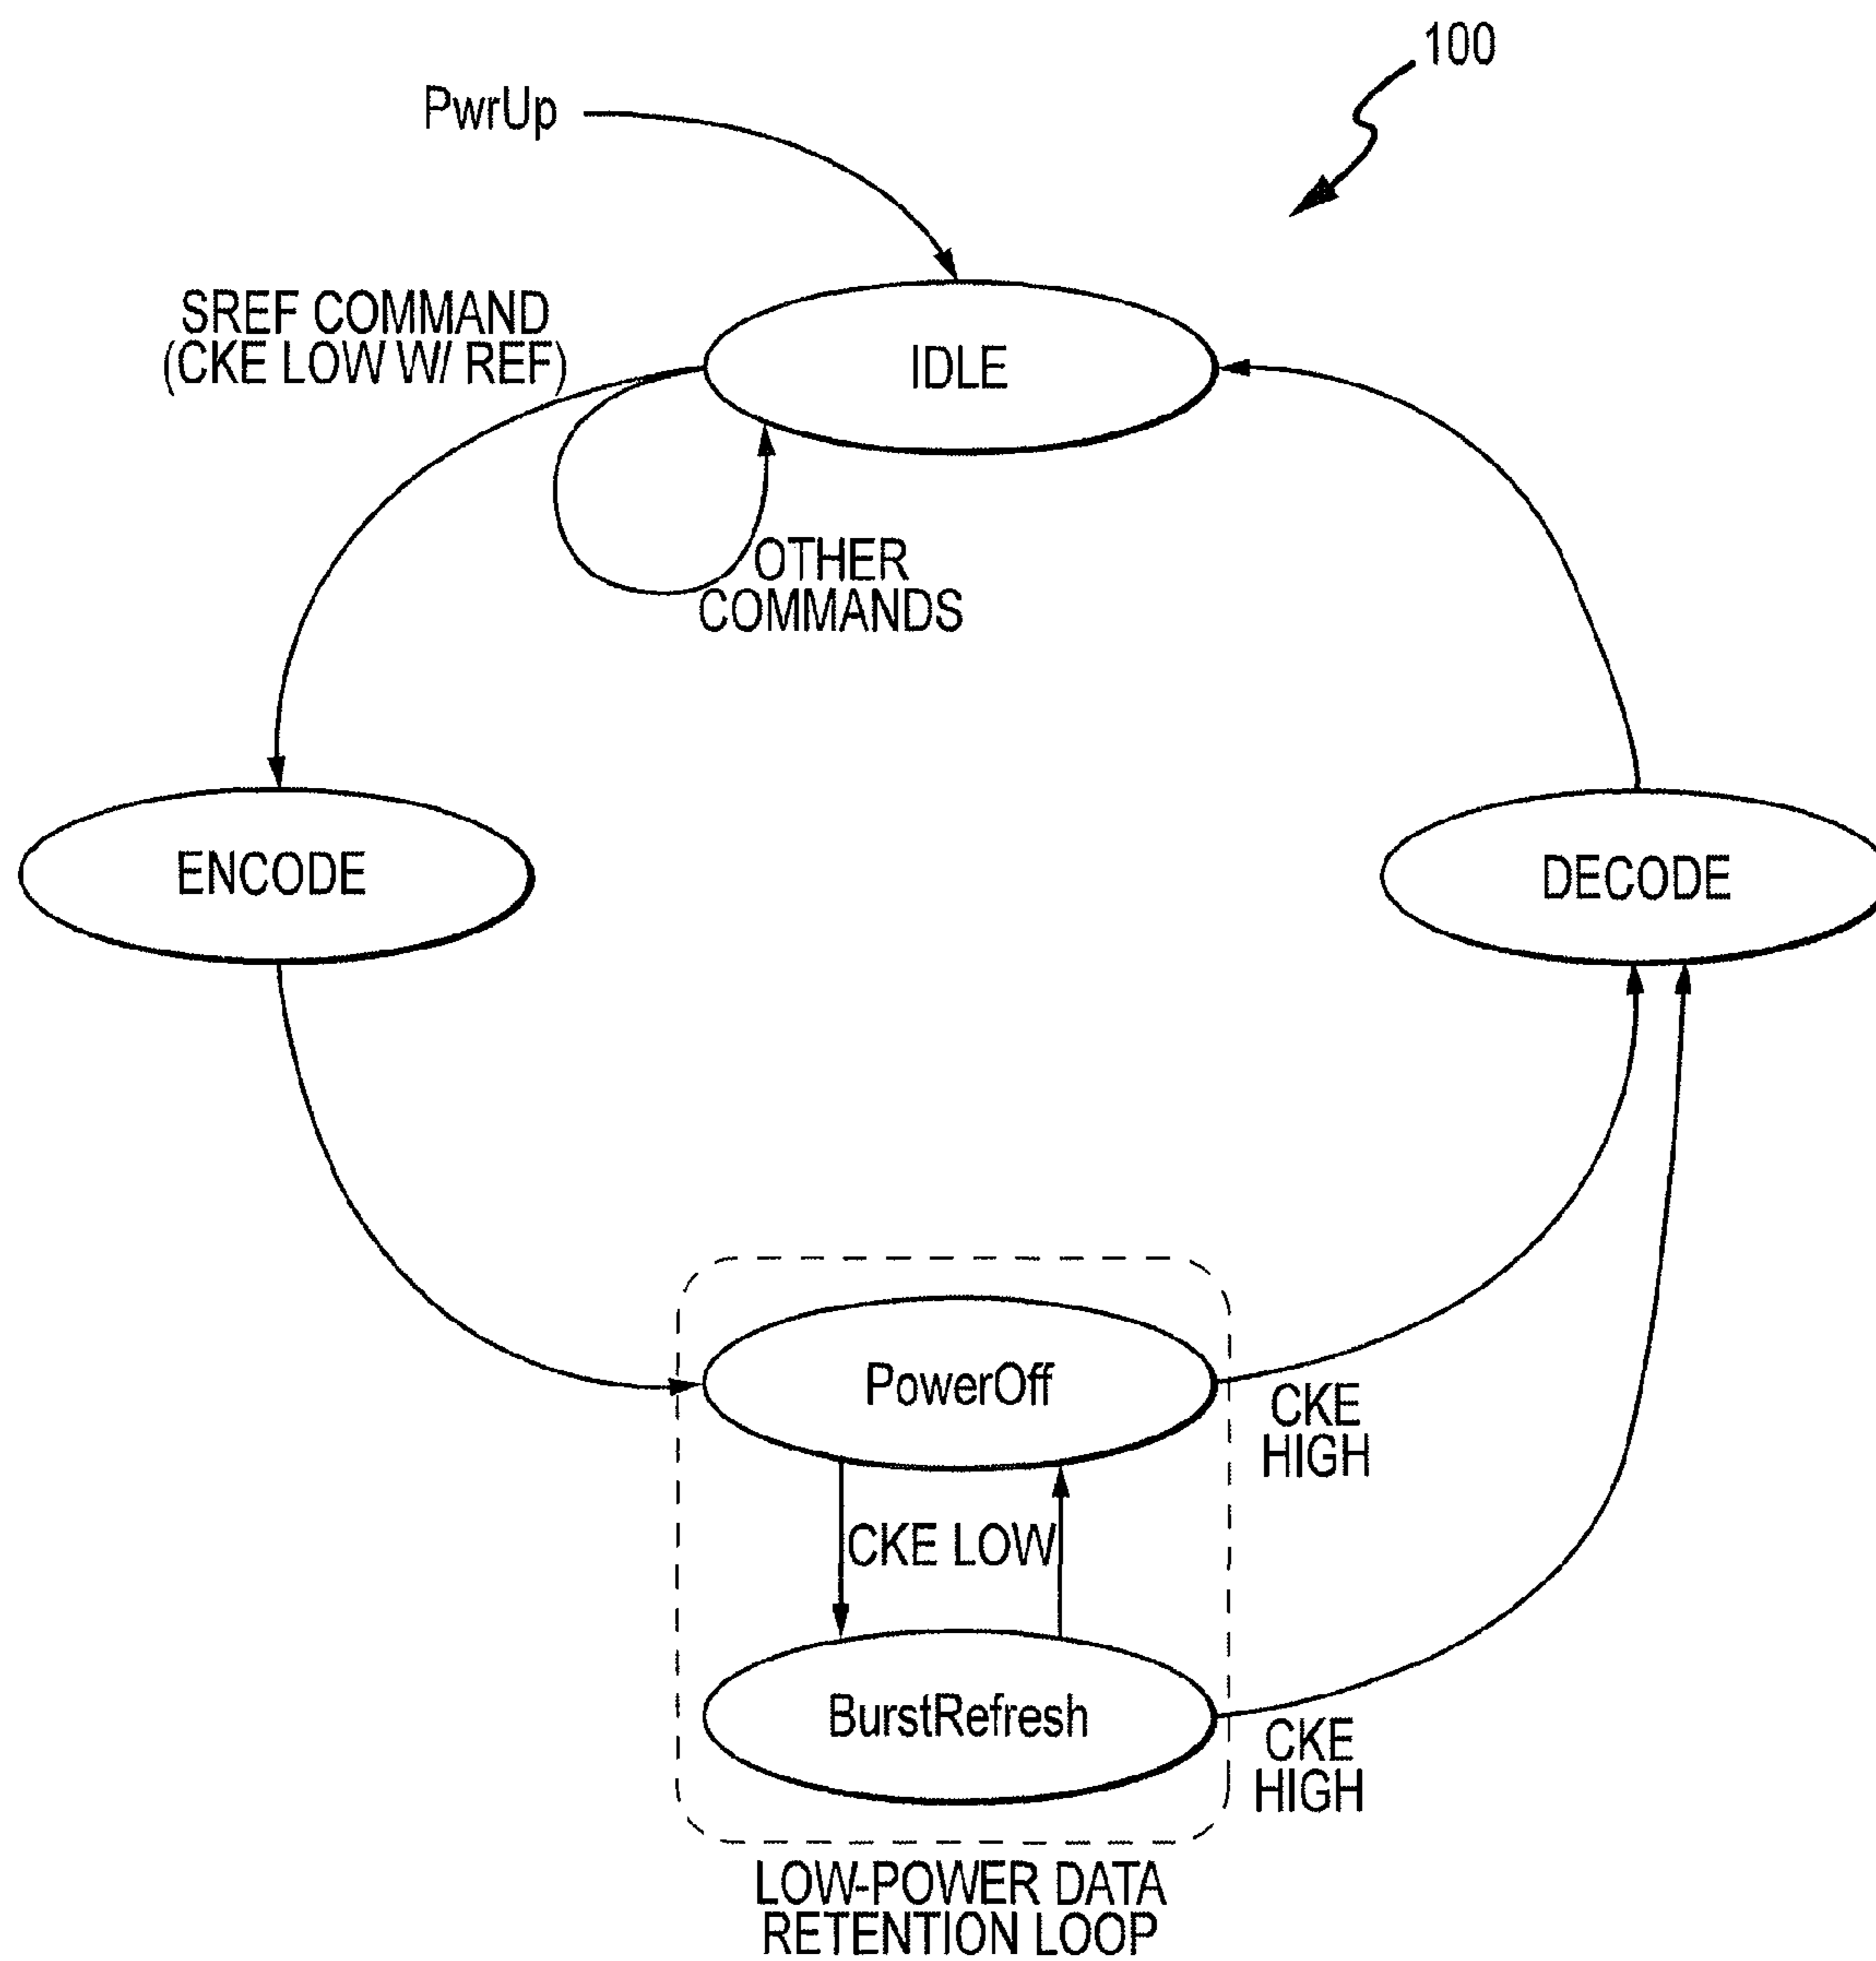 100
PwrUp
SREF COMMAND
(CKE LOW W/ REF)
IDLE
OTHER
COMMANDS
ENCODE
DECODE
PowerOff
CKE
HIGH
CKE LOW
BurstRefresh
CKE
HIGH
LOW-POWER DATA
RETENTION LOOP